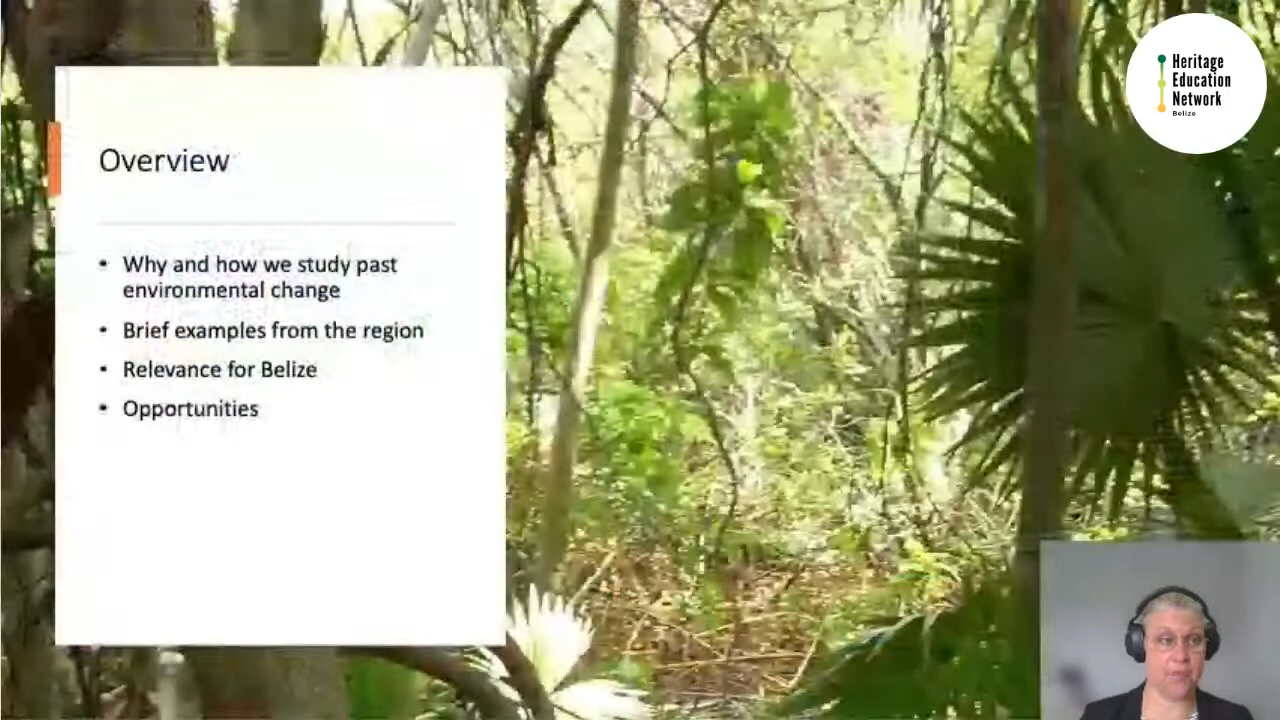 Overview
• Why and how we study past
environmental change
• Brief examples from the region
• Relevance for Belize
• Opportunities
Heritage
Education
Network
Belize